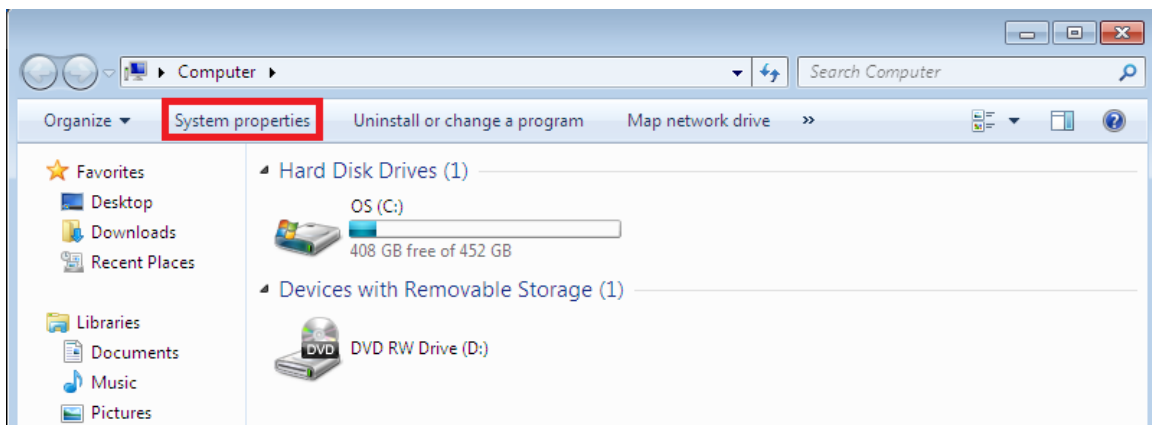 Computer
Search Computer
Organize
System properties
Uninstall or change a program
Map network drive
»
Favorites
Desktop
Downloads
Recent Places
Libraries
Documents
Music
Pictures
Hard Disk Drives (1)
OS (C:)
408 GB free of 452 GB
Devices with Removable Storage (1)
DVD
DVD RW Drive (D:)